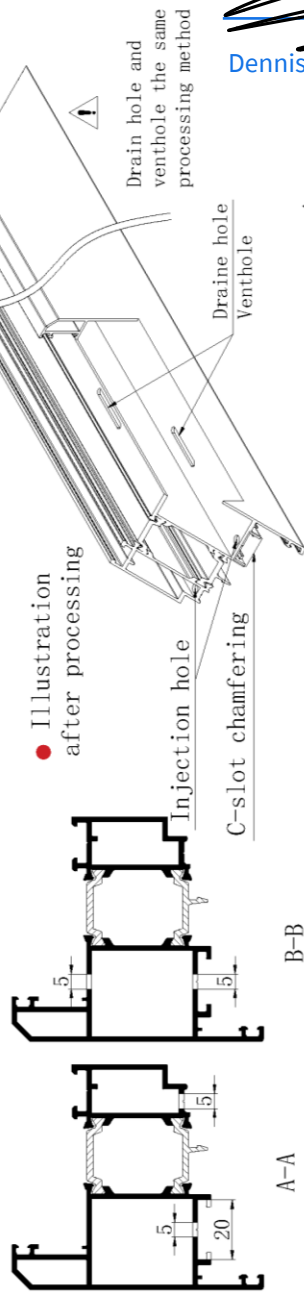 Dennis
● Illustration
after processing
Drain hole and
venthole the same
processing method
Draine hole
Venthole
Injection hole
C-slot chamfering
5
5
B-B
5
5
20
A-A